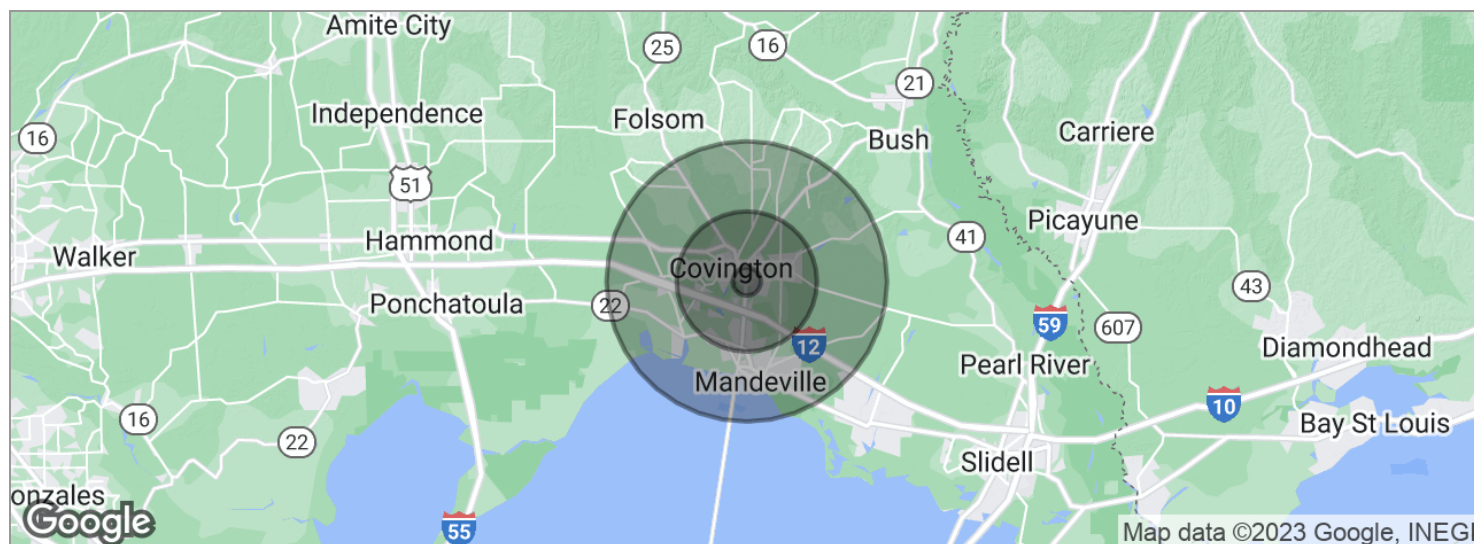 Amite City
25
16
21
16
Independence
Folsom
Bush
Carriere
51
Picayune
Hammond
41
Walker
Covington
43
Ponchatoula
22
59
607
12
Diamondhead
Pearl River
Mandeville
10
16
22
Bay St Louis
Slidell
onzales
Google
55
Map data ©2023 Google, INEGI